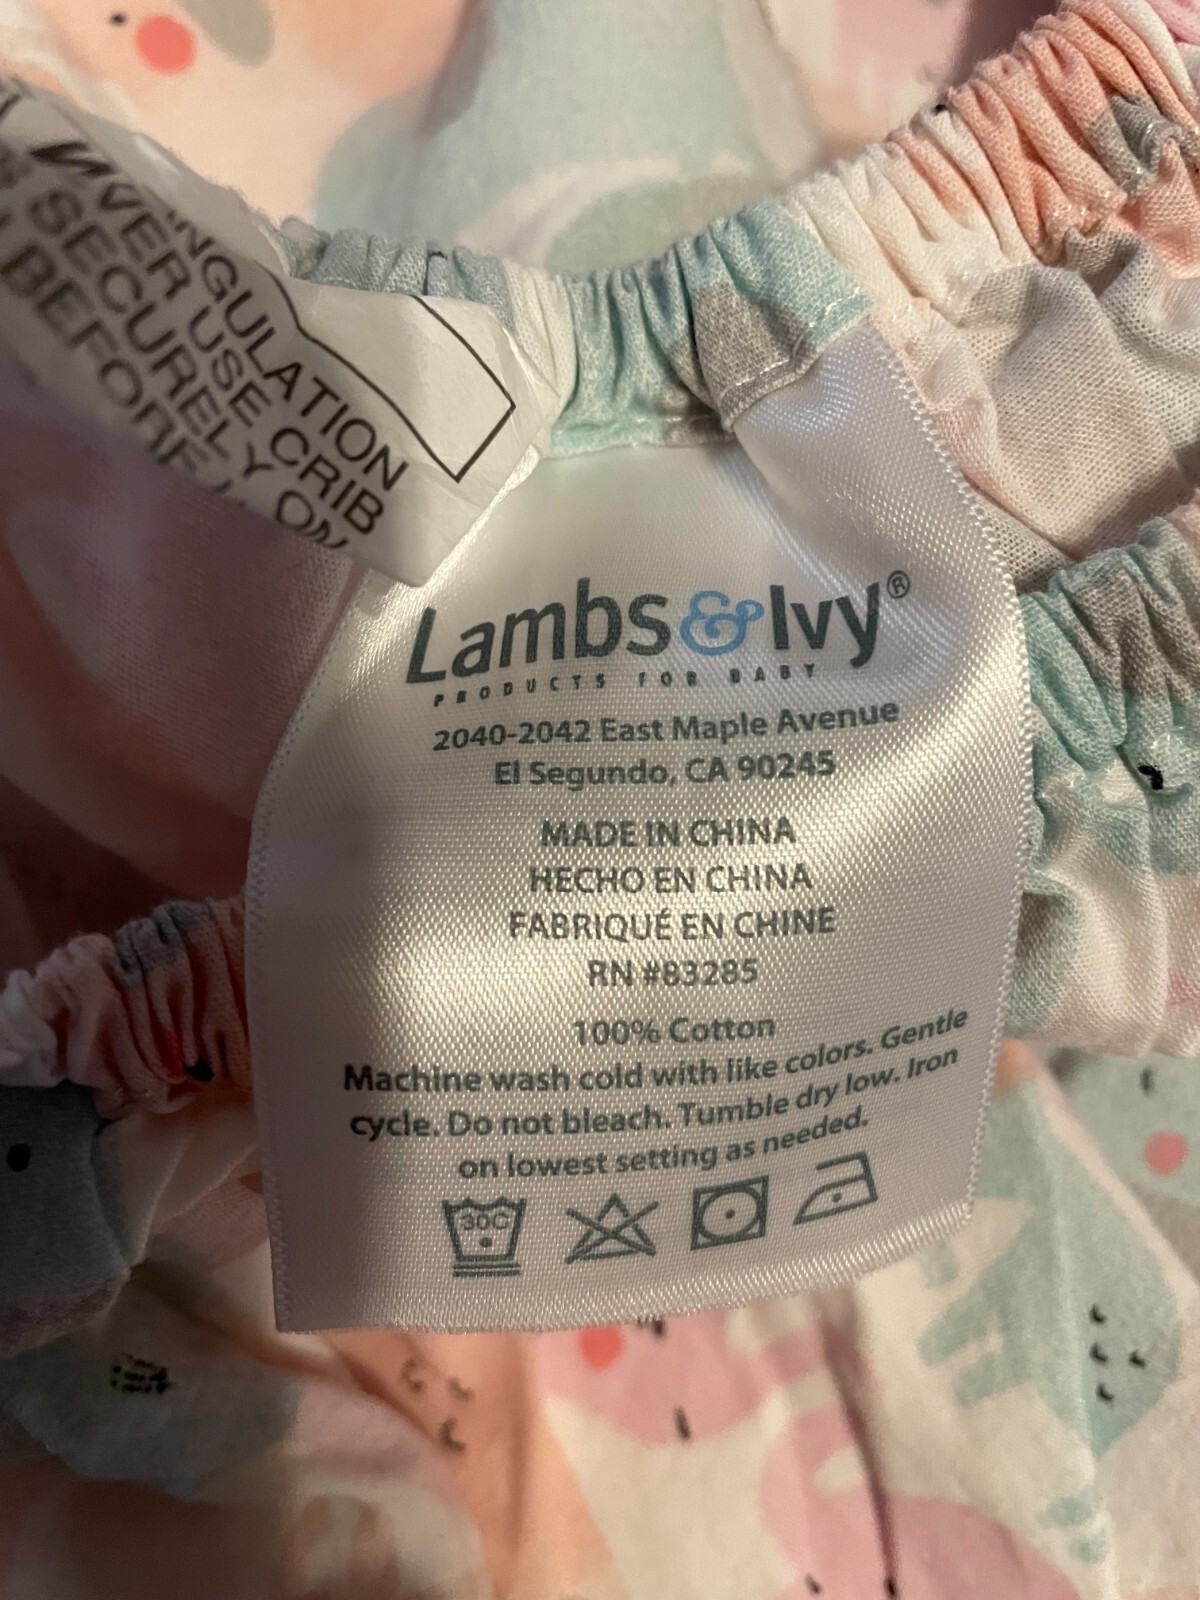 NGULATION
NEVER USE CRIB
SECURELY ON
BEFORE
Lambs & Ivy®
PRODUCTS FOR BABY
2040-2042 East Maple Avenue
El Segundo, CA 90245
MADE IN CHINA
HECHO EN CHINA
FABRIQUÉ EN CHINE
RN #83285
100% Cotton
Machine wash cold with like colors. Gentle
cycle. Do not bleach. Tumble dry low. Iron
on lowest setting as needed.
30C